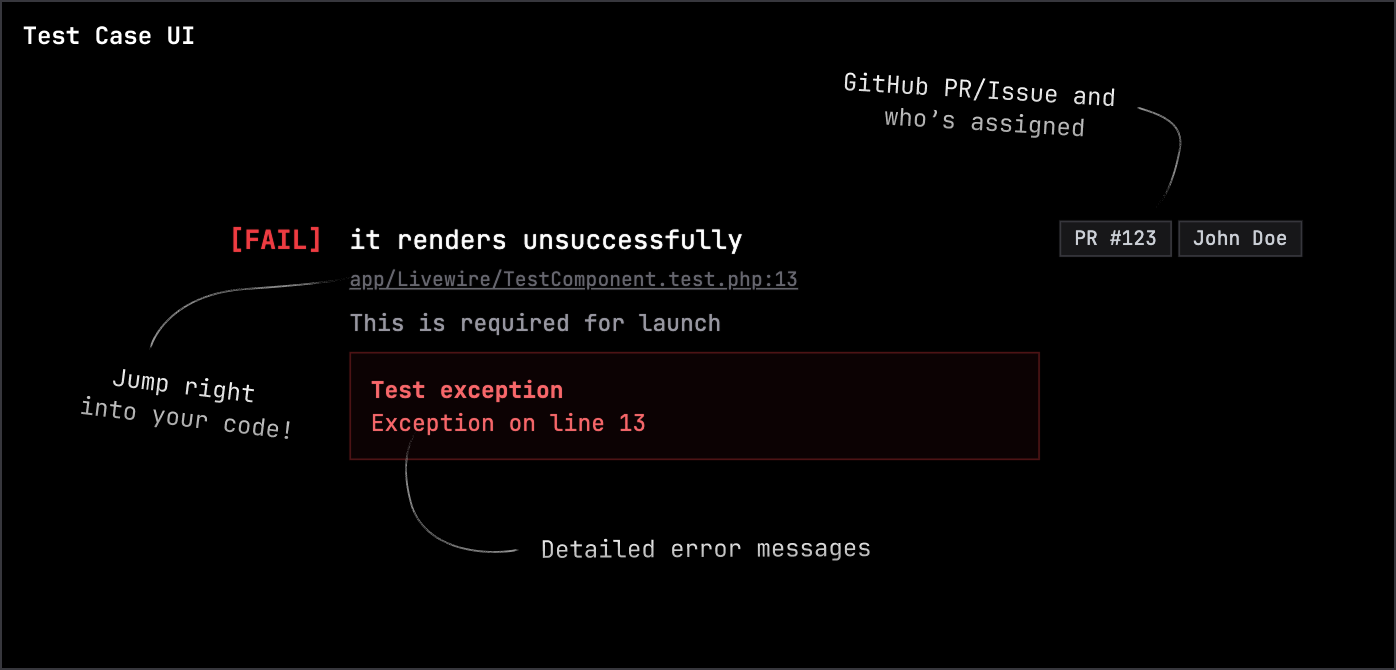 Test Case UI
GitHub PR/Issue and
who’s assigned
[FAIL] it renders unsuccessfully
PR #123 John Doe
app/Livewire/TestComponent.test.php:13
This is required for launch
Jump right
into your code!
Test exception
Exception on line 13
Detailed error messages